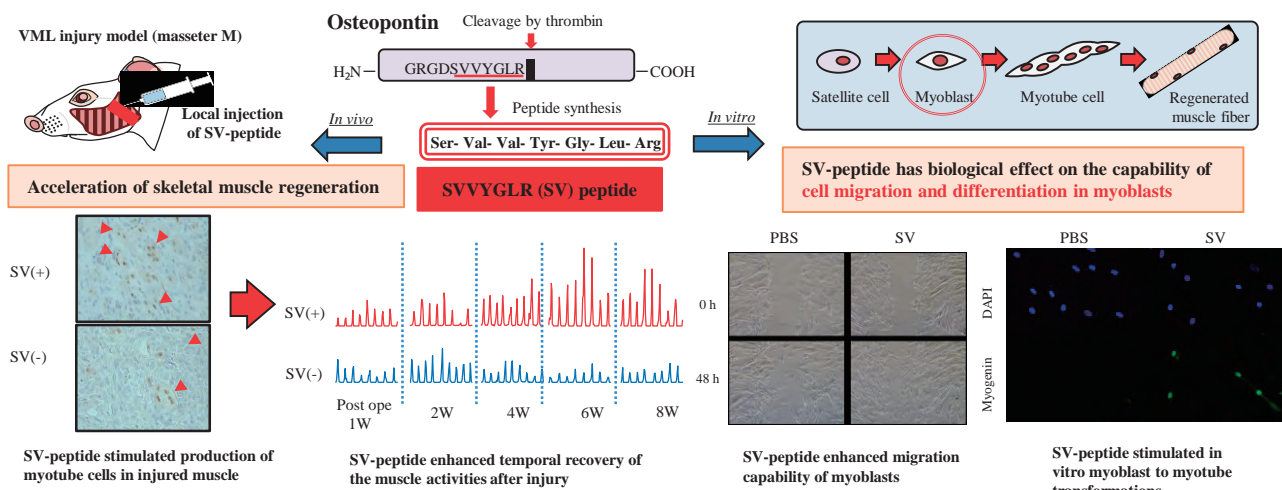 VML injury model (masseter M)
Local injection
of SV-peptide
Osteopontin
Cleavage by thrombin
H₂N
GRGDSVVYGLR
COOH
Peptide synthesis
In vivo
Ser- Val- Val- Tyr- Gly- Leu- Arg
In vitro
SVVYGLR (SV) peptide
Satellite cell
Myoblast
Myotube cell
Regenerated
muscle fiber
Acceleration of skeletal muscle regeneration
SV-peptide has biological effect on the capability of
cell migration and differentiation in myoblasts
SV(+)
SV(-)
SV(+)
SV(-)
Post ope
1W
2W
4W
6W
8W
PBS
SV
0 h
48 h
PBS
SV
DAPI
Myogenin
SV-peptide stimulated production of
myotube cells in injured muscle
SV-peptide enhanced temporal recovery of
the muscle activities after injury
SV-peptide enhanced migration
capability of myoblasts
SV-peptide stimulated in
vitro myoblast to myotube
transformations